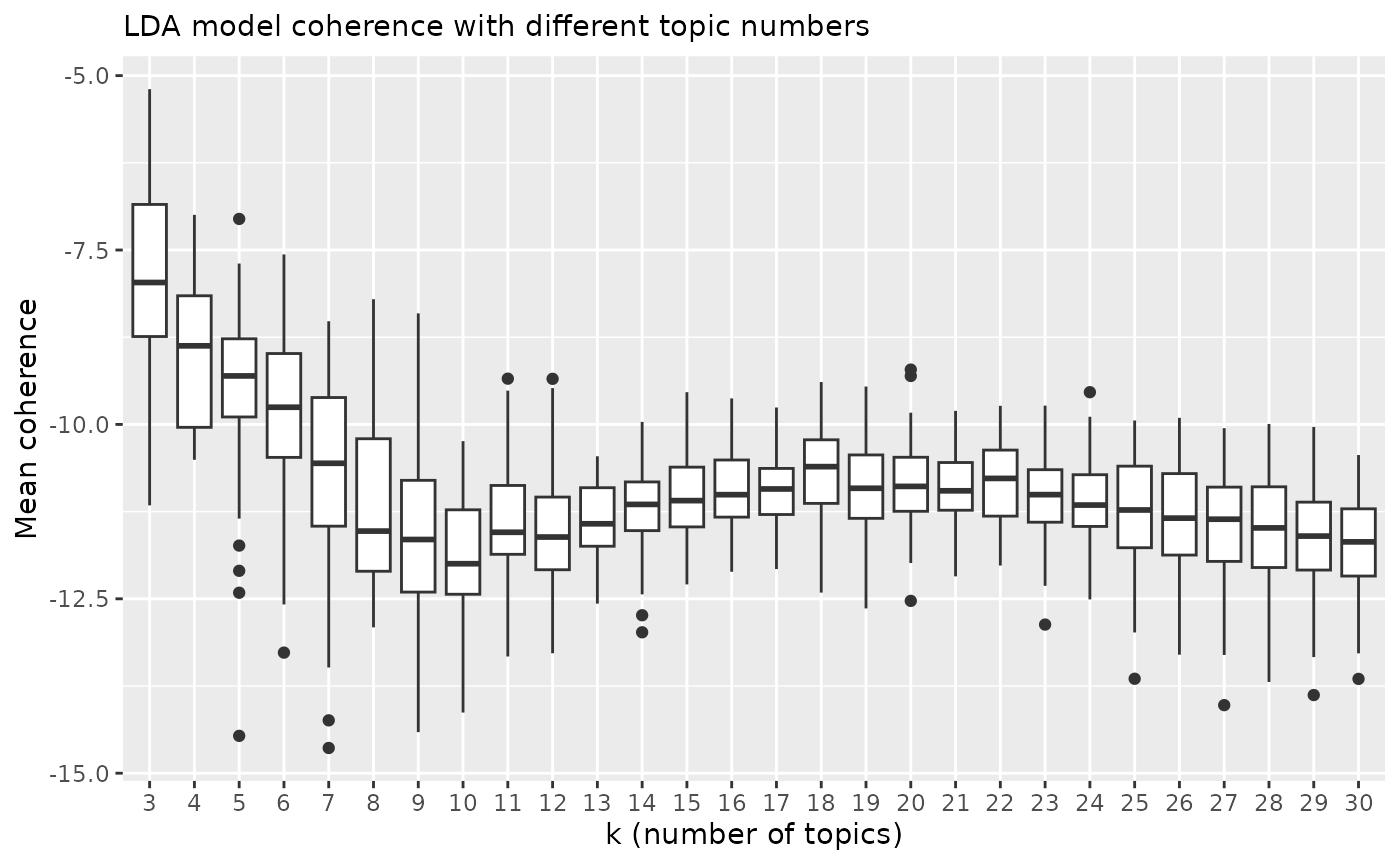 LDA model coherence with different topic numbers
Mean coherence
-5.0
-7.5
-10.0
-12.5
-15.0
3 4 5 6 7 8 9 10 11 12 13 14 15 16 17 18 19 20 21 22 23 24 25 26 27 28 29 30
k (number of topics)